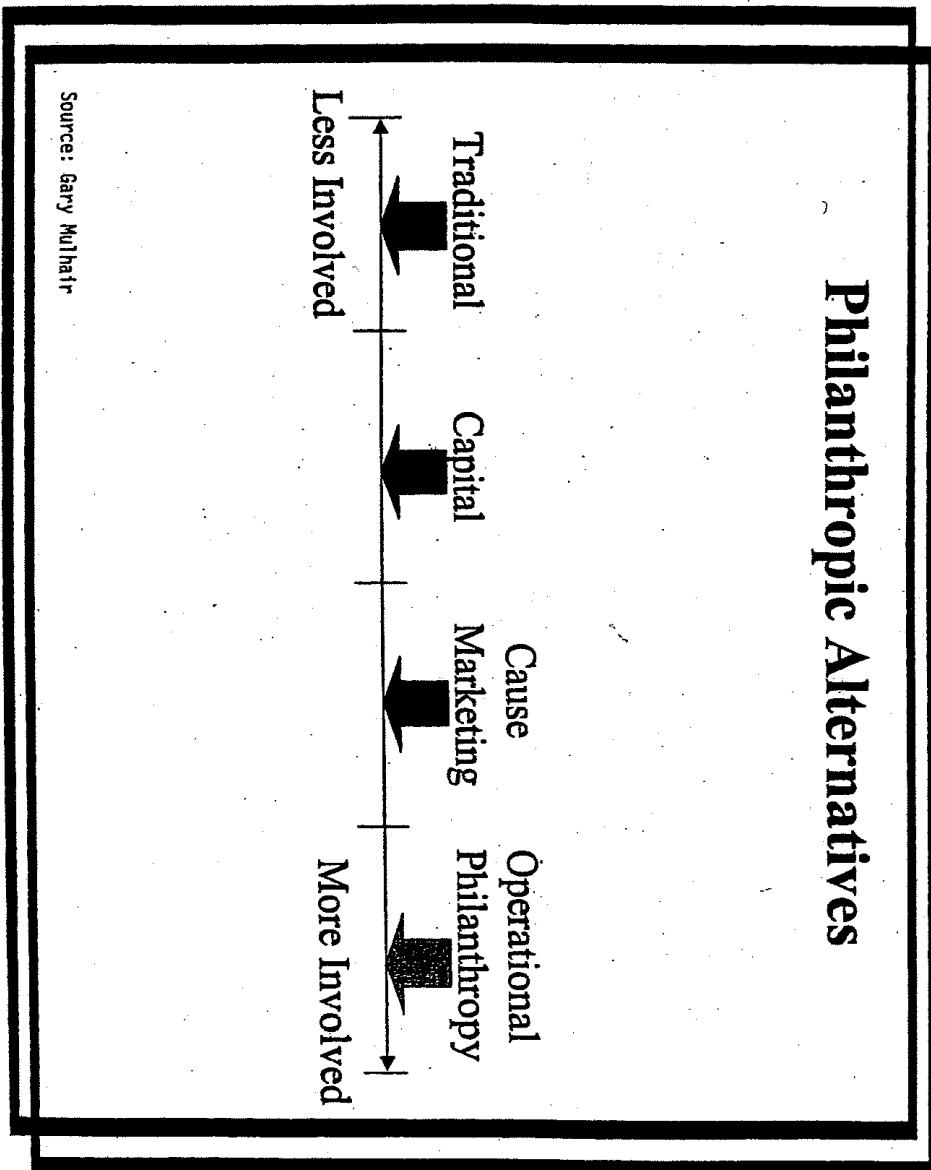 Philanthropic Alternatives
Traditional
Capital
Cause
Marketing
Operational
Philanthropy
Less Involved
More Involved
Source: Gary Mulhair